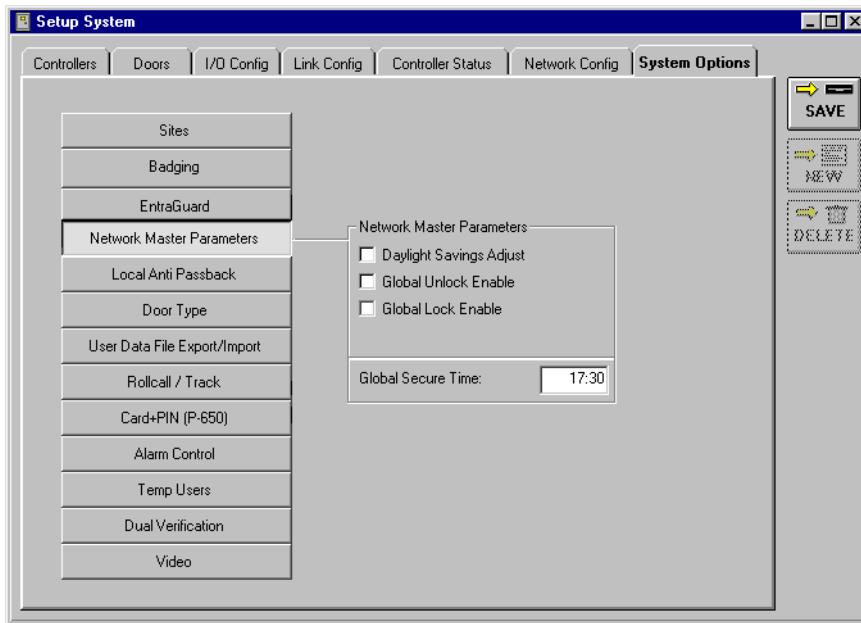 Setup System
Controllers Doors I/O Config Link Config Controller Status Network Config System Options
SAVE
NEW
DELETE
Sites
Badging
EntraGuard
Network Master Parameters
Local Anti Passback
Door Type
User Data File Export/Import
Rollcall / Track
Card+PIN (P-650)
Alarm Control
Temp Users
Dual Verification
Video
Network Master Parameters
Daylight Savings Adjust
Global Unlock Enable
Global Lock Enable
Global Secure Time: 17:30